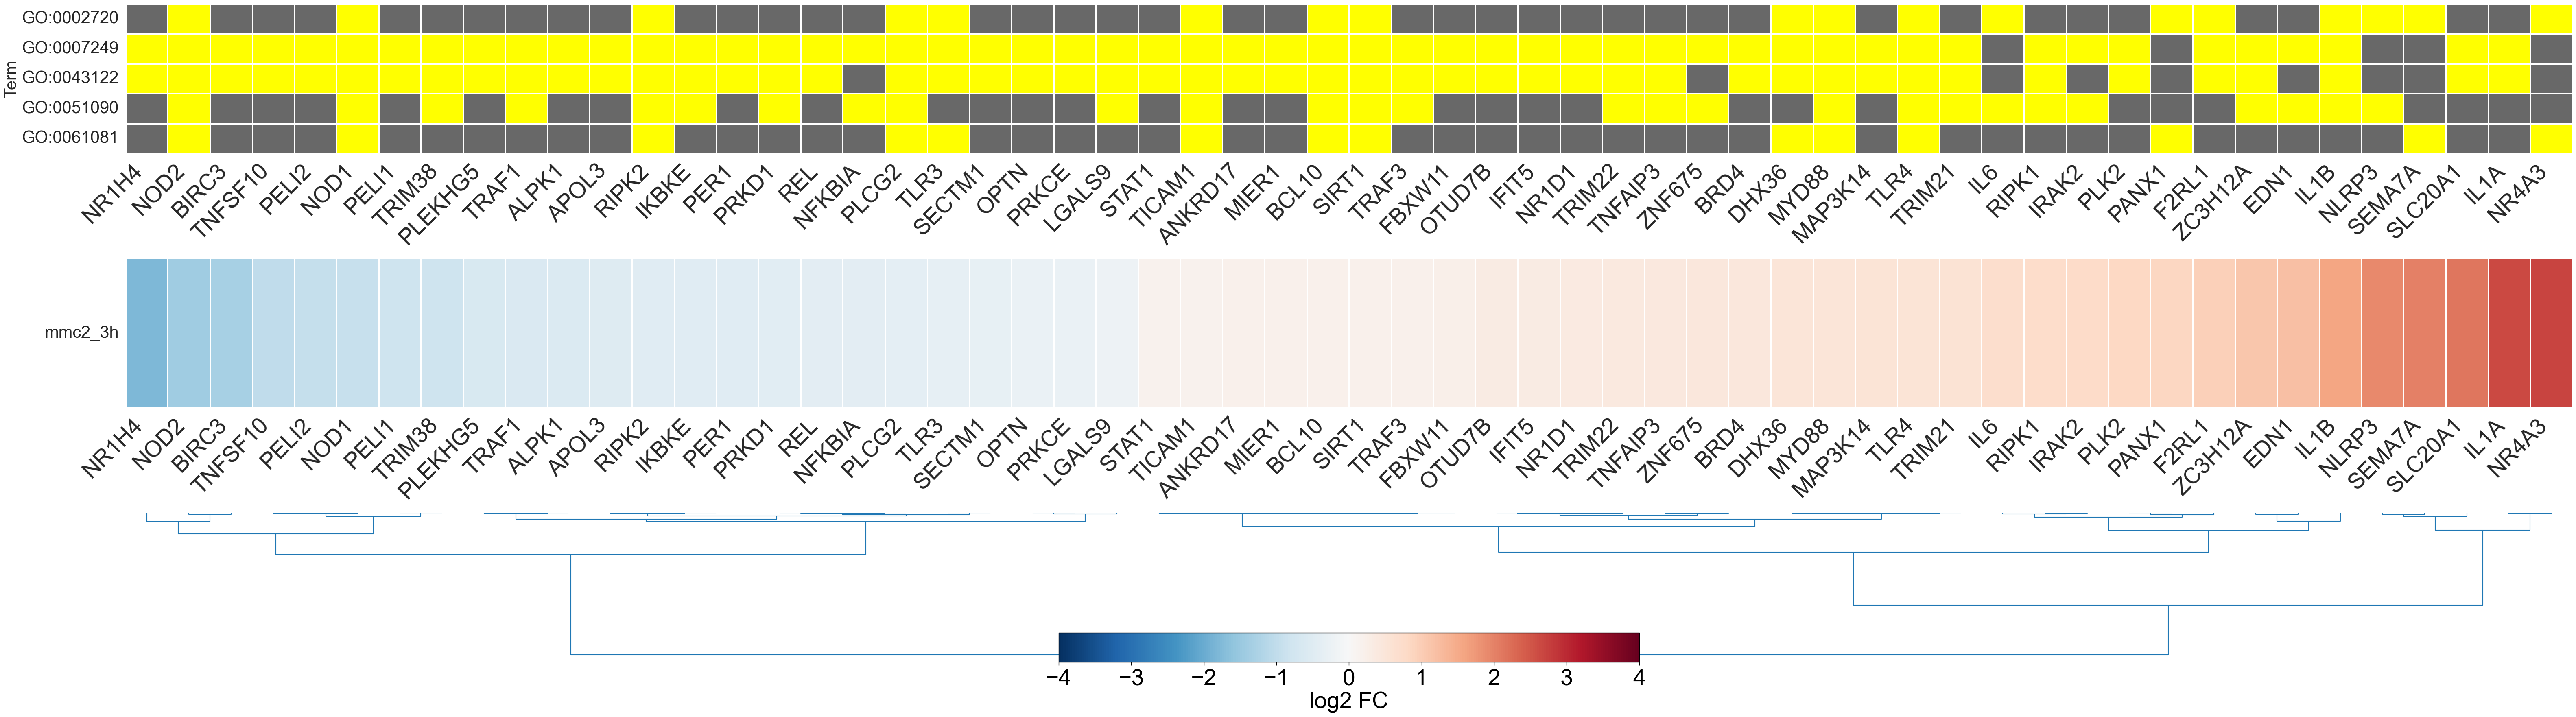 Term
GO:0002720
GO:0007249
GO:0043122
GO:0051090
GO:0061081
NR1H4 NOD2 BIRC3 TNFSF10 PELI2 NOD1 PELI1 TRIM38 PLEKHG5 TRAF1 ALPK1 APOL3 RIPK2 IKBKE PER1 PRKD1 REL NFKBIA PLCG2 TLR3 SECTM1 OPTN PRKCE LGALS9 STAT1 TICAM1 ANKRD17 MIER1 BCL10 SIRT1 TRAF3 FBXW11 OTUD7B IFIT5 NR1D1 TRIM22 TNFAIP3 ZNF675 BRD4 DHX36 MYD88 MAP3K14 TLR4 TRIM21 IL6 RIPK1 IRAK2 PLK2 PANX1 F2RL1 ZC3H12A EDN1 IL1B NLRP3 SEMA7A SLC20A1 IL1A NR4A3
mmc2_3h
NR1H4 NOD2 BIRC3 TNFSF10 PELI2 NOD1 PELI1 TRIM38 PLEKHG5 TRAF1 ALPK1 APOL3 RIPK2 IKBKE PER1 PRKD1 REL NFKBIA PLCG2 TLR3 SECTM1 OPTN PRKCE LGALS9 STAT1 TICAM1 ANKRD17 MIER1 BCL10 SIRT1 TRAF3 FBXW11 OTUD7B IFIT5 NR1D1 TRIM22 TNFAIP3 ZNF675 BRD4 DHX36 MYD88 MAP3K14 TLR4 TRIM21 IL6 RIPK1 IRAK2 PLK2 PANX1 F2RL1 ZC3H12A EDN1 IL1B NLRP3 SEMA7A SLC20A1 IL1A NR4A3
−4 −3 −2 −1 0 1 2 3 4
log2 FC